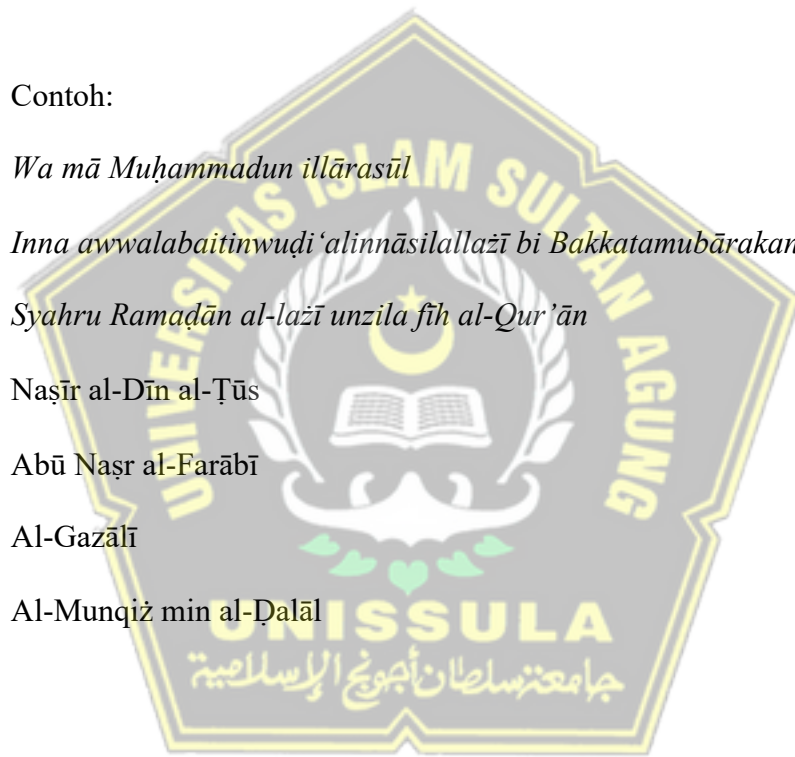 Contoh:
Wa mā Muḥammadun illārasūl
Inna awwalabaitinwuḍi‘alinnāsilallażī bi Bakkatamubārakan
Syahru Ramaḍān al-lażī unzila fīh al-Qur’ān
Naṣīr al-Dīn al-Ṭūs
Abū Naṣr al-Farābī
Al-Gazālī
Al-Munqiż min al-Ḍalāl
UNIVERSITAS ISLAM SULTAN AGUNG
UNISSULA
جامعة سلطان أجونج الإسلامية